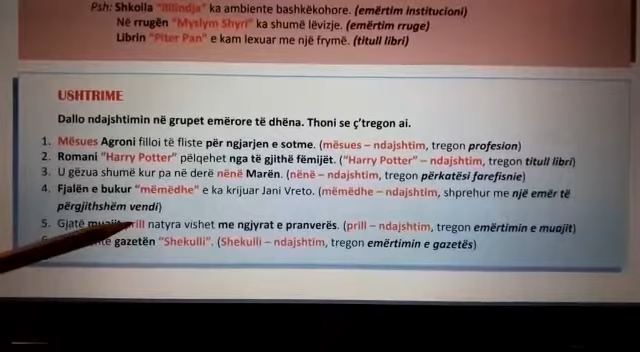 Psh: Shkolla "Rilindja" ka ambiente bashkëkohore. (emërtim institucioni)
Në rrugën "Myslym Shyri" ka shumë lëvizje. (emërtim rruge)
Librin "Piter Pan" e kam lexuar me një frymë. (titull libri)
USHTRIME
Dallo ndajshtimin në grupet emërore të dhëna. Thoni se ç'tregon ai.
1. Mësues Agroni filloi të fliste për ngjarjen e sotme. (mësues – ndajshtim, tregon profesion)
2. Romani "Harry Potter" pëlqehet nga të gjithë fëmijët. ("Harry Potter" – ndajshtim, tregon titull libri)
3. U gëzua shumë kur pa në derë nënë Marën. (nënë – ndajshtim, tregon përkatësi farefisnie)
4. Fjalën e bukur "mëmëdhe" e ka krijuar Jani Vreto. (mëmëdhe – ndajshtim, shprehur me një emër të
përgjithshëm vendi)
5. Gjatë muajit prill natyra vishet me ngjyrat e pranverës. (prill – ndajshtim, tregon emërtimin e muajit)
gazetën "Shekulli". (Shekulli – ndajshtim, tregon emërtimin e gazetës)